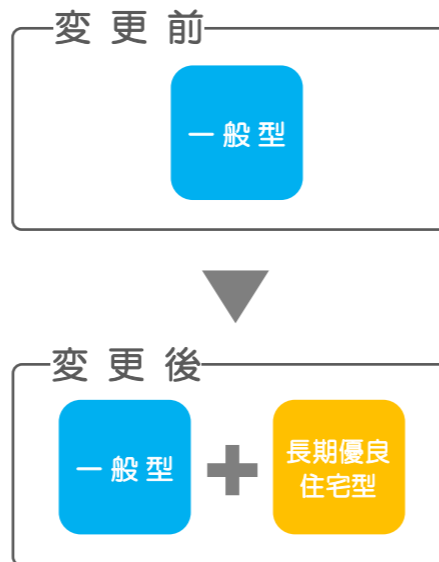 変更前
一般型
変更後
一般型
長期優良
住宅型